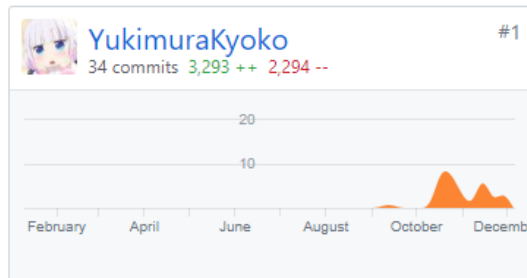 YukimuraKyoko
#1
34 commits 3,293 ++ 2,294 --
20
10
February April June August October Decemb